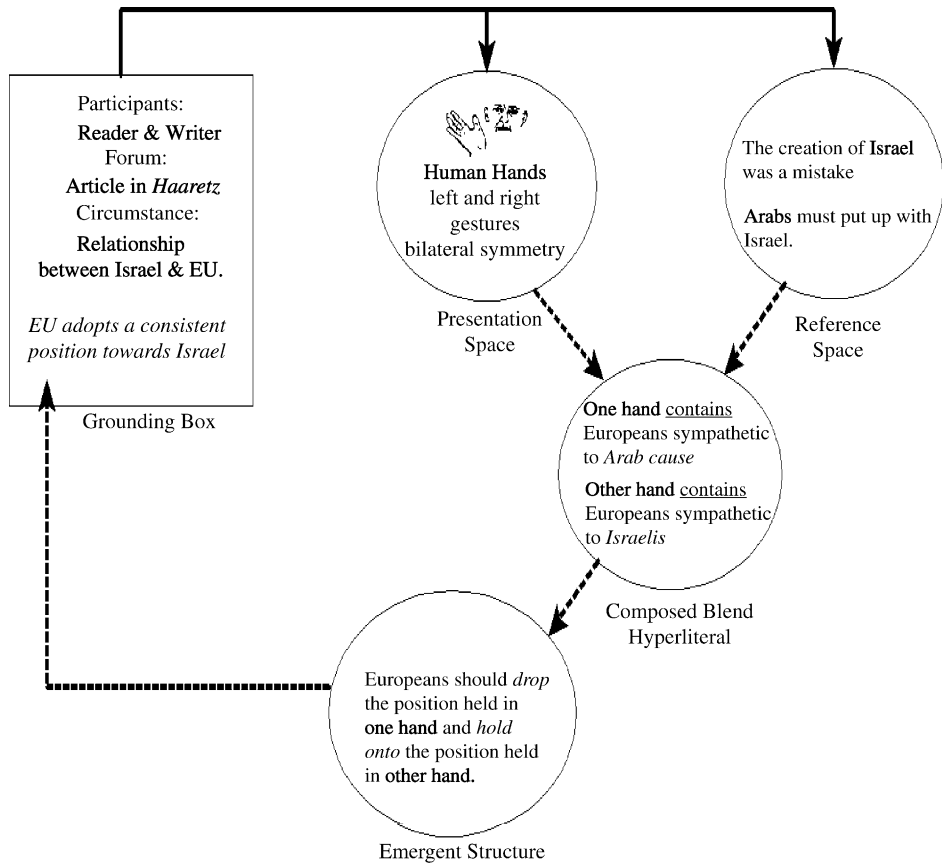 Participants:
Reader & Writer
Forum:
Article in Haaretz
Circumstance:
Relationship
between Israel & EU.
EU adopts a consistent
position towards Israel
Grounding Box
Human Hands
left and right
gestures
bilateral symmetry
Presentation
Space
The creation of Israel
was a mistake
Arabs must put up with
Israel.
Reference
Space
One hand contains
Europeans sympathetic
to Arab cause
Other hand contains
Europeans sympathetic
to Israelis
Composed Blend
Hyperliteral
Europeans should drop
the position held in
one hand and hold
onto the position held
in other hand.
Emergent Structure